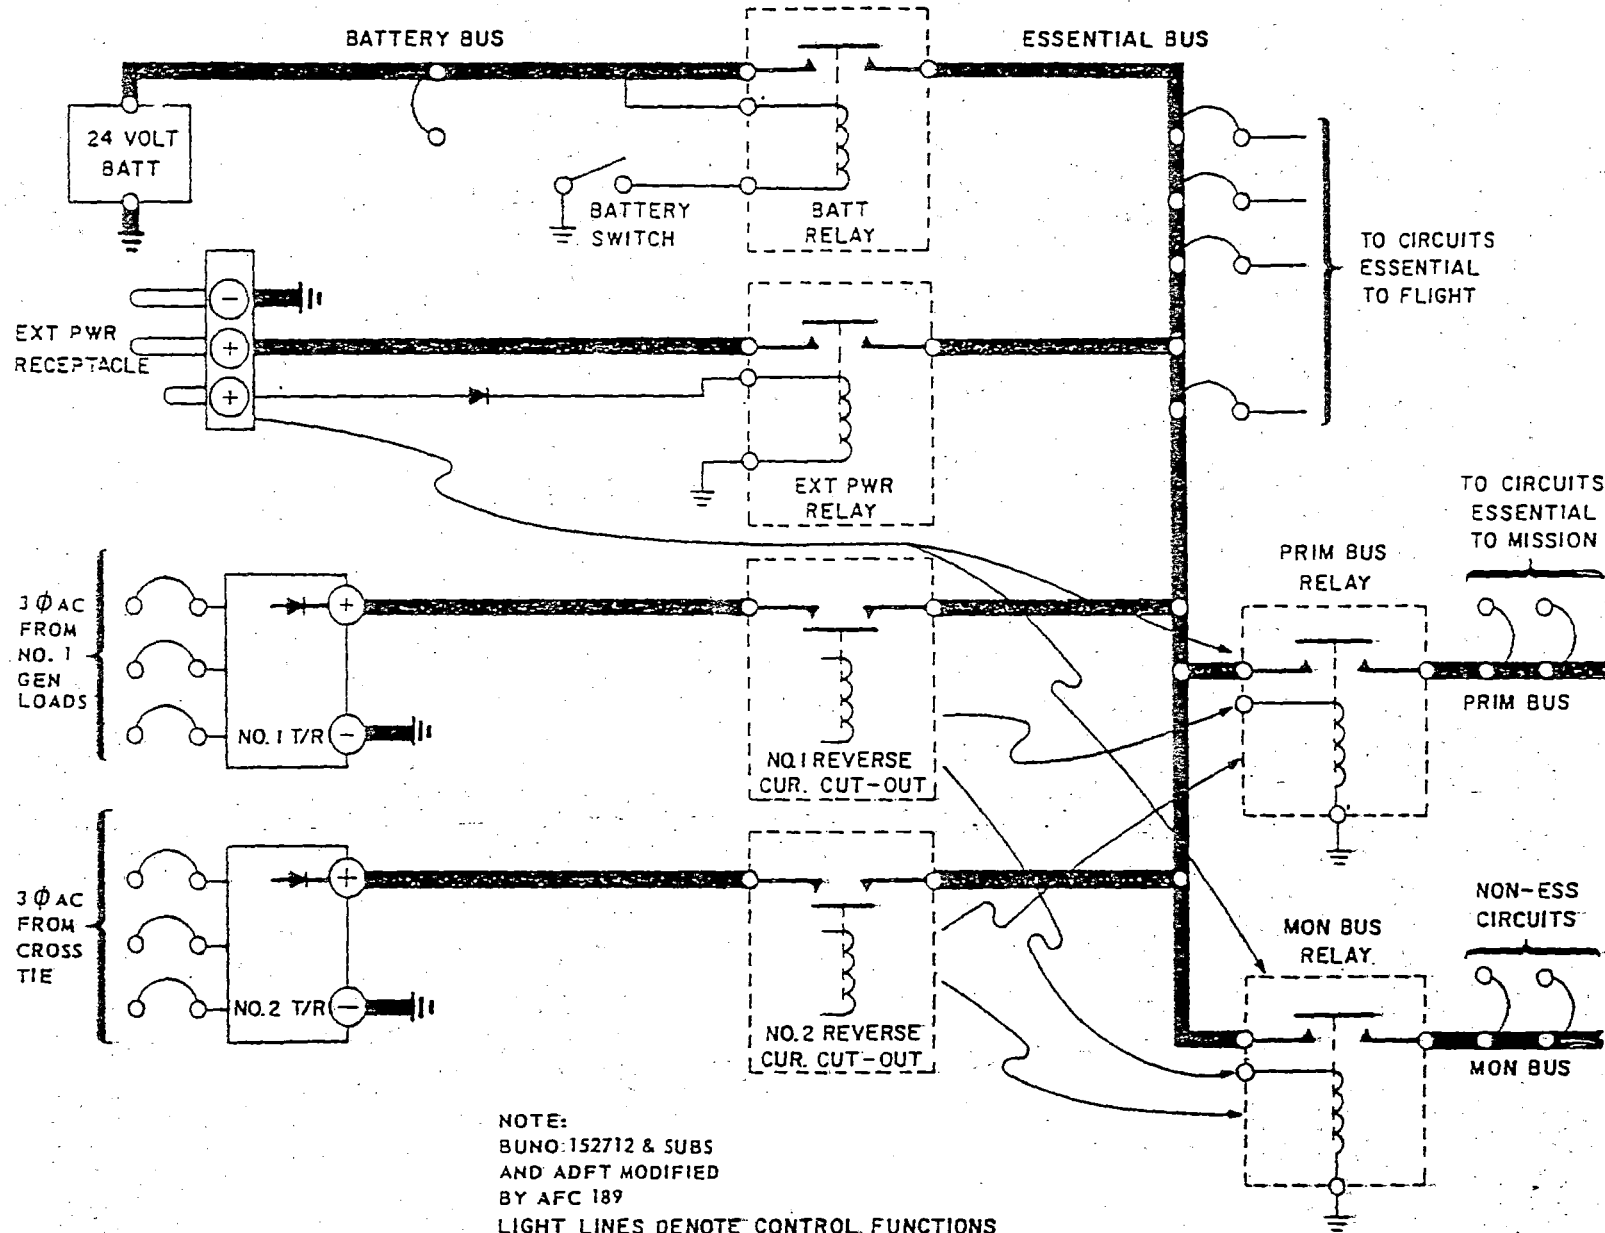 BATTERY BUS
ESSENTIAL BUS
24 VOLT
BATT
BATTERY
SWITCH
BATT
RELAY
TO CIRCUITS
ESSENTIAL
TO FLIGHT
−
+
+
EXT PWR
RECEPTACLE
EXT PWR
RELAY
TO CIRCUITS
ESSENTIAL
TO MISSION
PRIM BUS
RELAY
PRIM BUS
3 Φ AC
FROM
NO. 1
GEN
LOADS
+
NO. 1 T/R
−
NO. 1 REVERSE
CUR. CUT-OUT
3 Φ AC
FROM
CROSS
TIE
+
NO. 2 T/R
−
NO. 2 REVERSE
CUR. CUT-OUT
NON-ESS
CIRCUITS
MON BUS
RELAY
MON BUS
NOTE:
BUNO: 152712 & SUBS
AND ADFT MODIFIED
BY AFC 189
LIGHT LINES DENOTE CONTROL FUNCTIONS